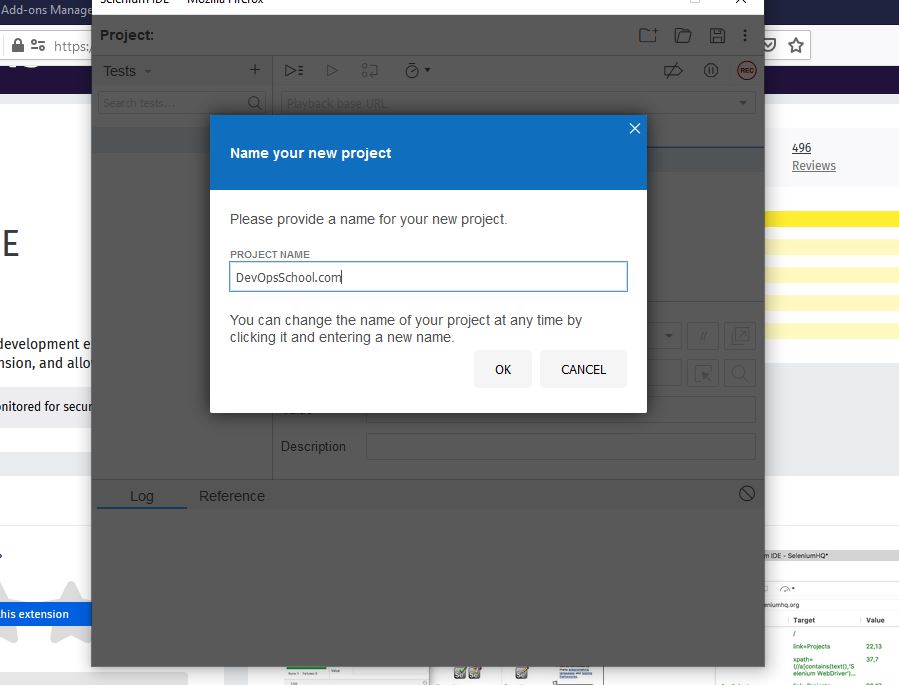 Add-ons Manage
Selenium IDE - Mozilla Firefox
https:/
Project:
Tests
REC
Search tests...
Playback base URL
Name your new project
Please provide a name for your new project.
PROJECT NAME
DevOpsSchool.com
You can change the name of your project at any time by
clicking it and entering a new name.
OK
CANCEL
//
Description
Log
Reference
496
Reviews
E
development e
nsion, and allo
nitored for secur
his extension
m IDE - SeleniumHQ*
eniumhq.org
Target
Value
/
link=Projects
22,13
xpath=
37,7
(//a[contains(text(),'S
elenium WebDriver')...